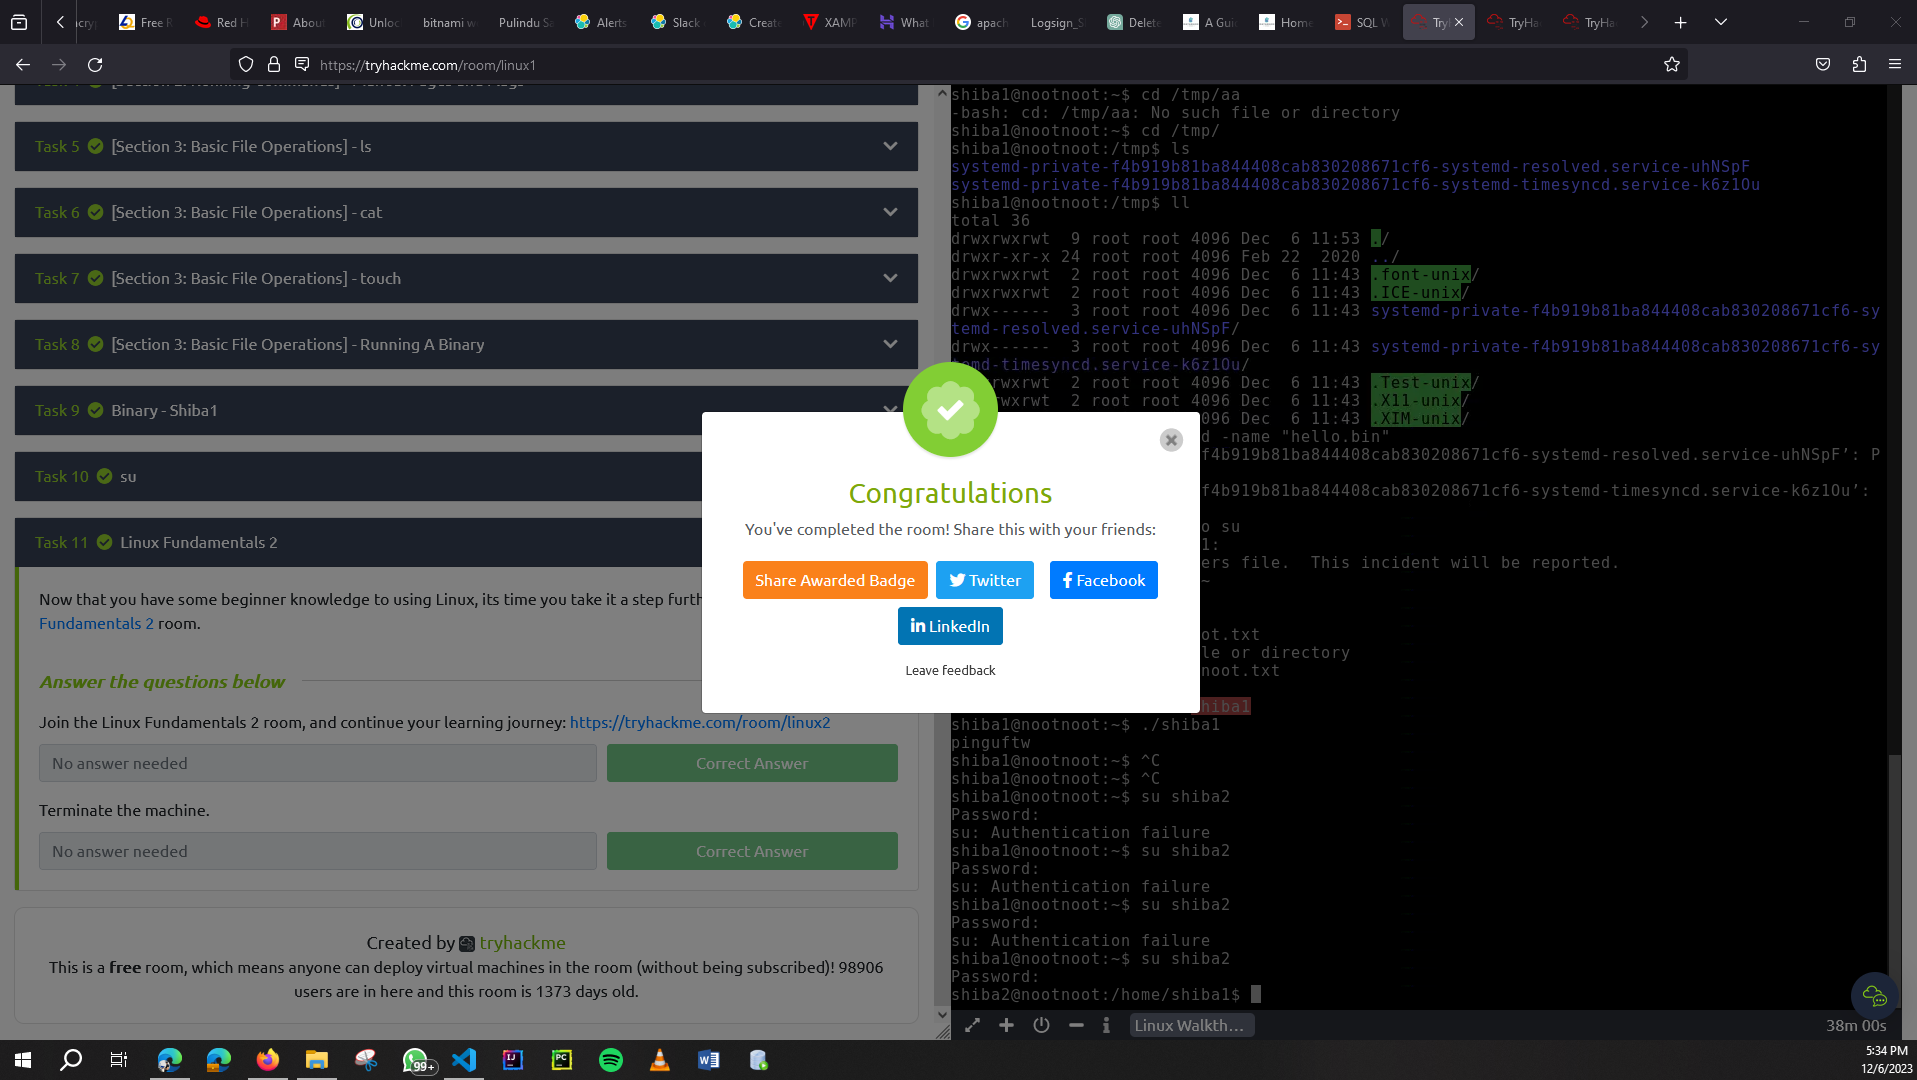 Free R
Red H
About
Unloc
bitnami w
Pulindu Sa
Alerts
Slack
Create
XAMP
What
apach
Logsign_S
Delete
A Gui
Home
SQL W
TryH
TryHa
TryHa
https://tryhackme.com/room/linux1
Task 5 [Section 3: Basic File Operations] - ls
Task 6 [Section 3: Basic File Operations] - cat
Task 7 [Section 3: Basic File Operations] - touch
Task 8 [Section 3: Basic File Operations] - Running A Binary
Task 9 Binary - Shiba1
Task 10 su
Task 11 Linux Fundamentals 2
Now that you have some beginner knowledge to using Linux, its time you take it a step furth
Fundamentals 2 room.
Answer the questions below
Join the Linux Fundamentals 2 room, and continue your learning journey: https://tryhackme.com/room/linux2
No answer needed
Correct Answer
Terminate the machine.
No answer needed
Correct Answer
Created by tryhackme
This is a free room, which means anyone can deploy virtual machines in the room (without being subscribed)! 98906
users are in here and this room is 1373 days old.
Congratulations
You've completed the room! Share this with your friends:
Share Awarded Badge
Twitter
Facebook
LinkedIn
Leave feedback
shiba1@nootnoot:~$ cd /tmp/aa
-bash: cd: /tmp/aa: No such file or directory
shiba1@nootnoot:~$ cd /tmp/
shiba1@nootnoot:/tmp$ ls
systemd-private-f4b919b81ba844408cab830208671cf6-systemd-resolved.service-uhNSpF
systemd-private-f4b919b81ba844408cab830208671cf6-systemd-timesyncd.service-k6z1Ou
shiba1@nootnoot:/tmp$ ll
total 36
drwxrwxrwt 9 root root 4096 Dec 6 11:53 ./
drwxr-xr-x 24 root root 4096 Feb 22 2020 ../
drwxrwxrwt 2 root root 4096 Dec 6 11:43 .font-unix/
drwxrwxrwt 2 root root 4096 Dec 6 11:43 .ICE-unix/
drwx------ 3 root root 4096 Dec 6 11:43 systemd-private-f4b919b81ba844408cab830208671cf6-sy
temd-resolved.service-uhNSpF/
drwx------ 3 root root 4096 Dec 6 11:43 systemd-private-f4b919b81ba844408cab830208671cf6-sy
temd-timesyncd.service-k6z1Ou/
wxrwt 2 root root 4096 Dec 6 11:43 .Test-unix/
wxrwt 2 root root 4096 Dec 6 11:43 .X11-unix/
096 Dec 6 11:43 .XIM-unix/
d -name "hello.bin"
f4b919b81ba844408cab830208671cf6-systemd-resolved.service-uhNSpF’: P
f4b919b81ba844408cab830208671cf6-systemd-timesyncd.service-k6z1Ou’:
o su
1:
ers file. This incident will be reported.
~
ot.txt
le or directory
noot.txt
hiba1
shiba1@nootnoot:~$ ./shiba1
pinguftw
shiba1@nootnoot:~$ ^C
shiba1@nootnoot:~$ ^C
shiba1@nootnoot:~$ su shiba2
Password:
su: Authentication failure
shiba1@nootnoot:~$ su shiba2
Password:
su: Authentication failure
shiba1@nootnoot:~$ su shiba2
Password:
su: Authentication failure
shiba1@nootnoot:~$ su shiba2
Password:
shiba2@nootnoot:/home/shiba1$
Linux Walkth...
38m 00s
99+
5:34 PM
12/6/2023